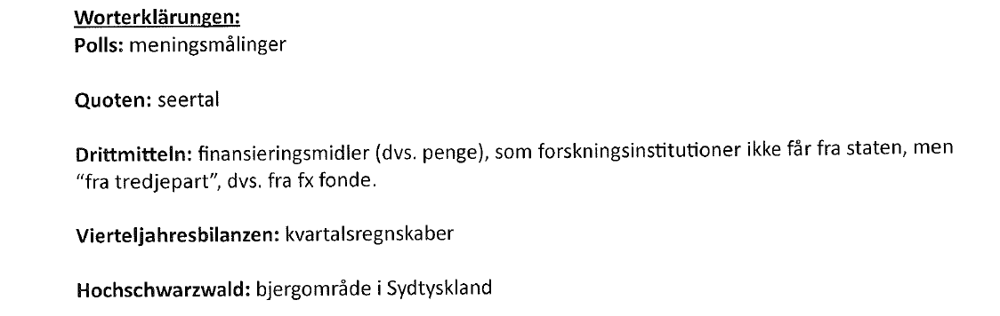 Worterklärungen:
Polls: meningsmålinger
Quoten: seertal
Drittmitteln: finansieringsmidler (dvs. penge), som forskningsinstitutioner ikke får fra staten, men
“fra tredjepart”, dvs. fra fx fonde.
Vierteljahresbilanzen: kvartalsregnskaber
Hochschwarzwald: bjergområde i Sydtyskland